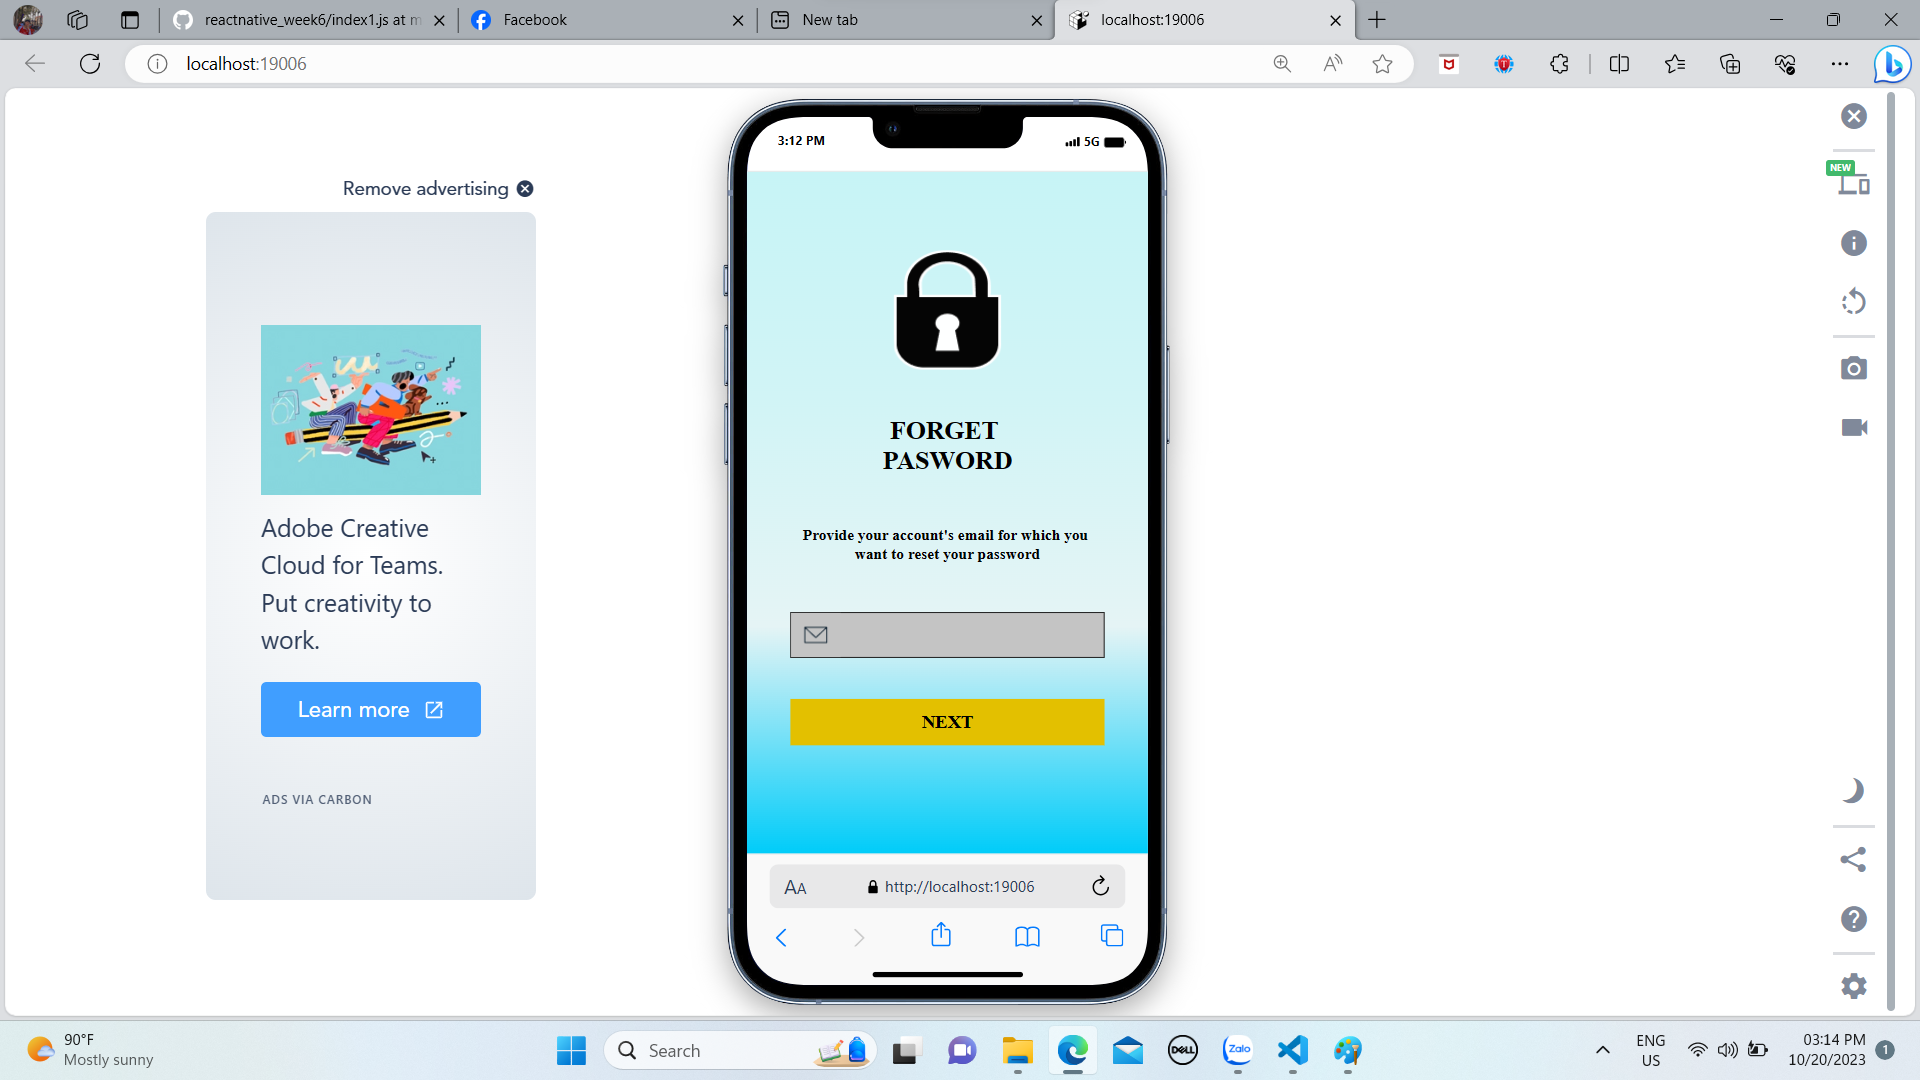 reactnative_week6/index1.js at m
Facebook
New tab
localhost:19006
localhost:19006
Remove advertising
Adobe Creative
Cloud for Teams.
Put creativity to
work.
Learn more
ADS VIA CARBON
3:12 PM
5G
FORGET
PASWORD
Provide your account's email for which you
want to reset your password
NEXT
AA
http://localhost:19006
NEW
90°F
Mostly sunny
Search
DELL
Zalo
ENG
US
03:14 PM
10/20/2023
1